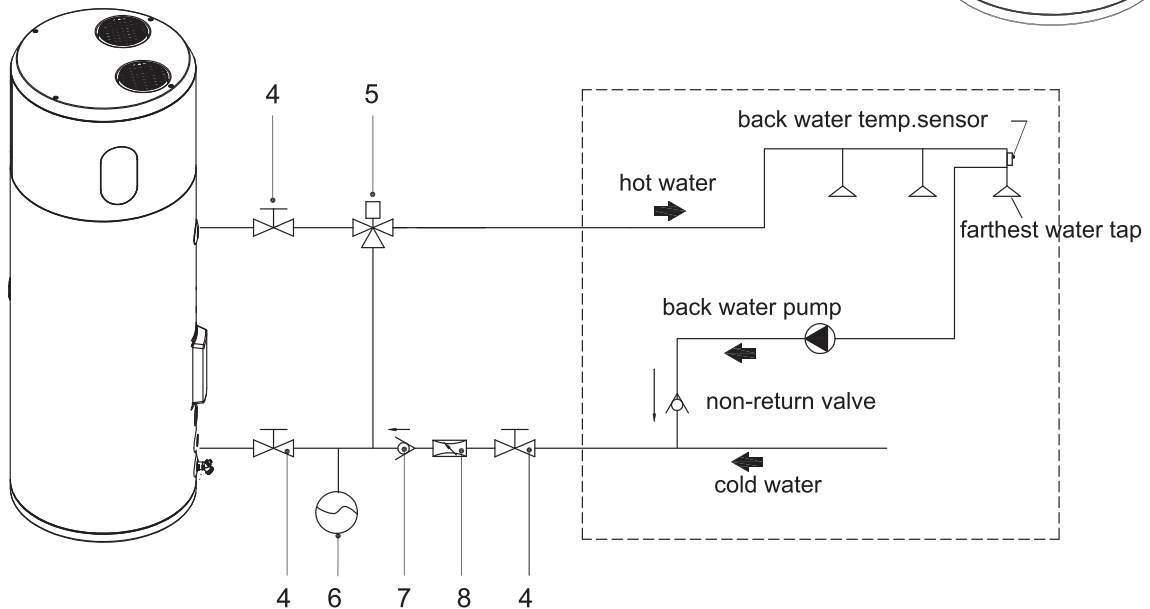 4
5
back water temp.sensor
hot water
farthest water tap
back water pump
non-return valve
cold water
4
6
7
8
4